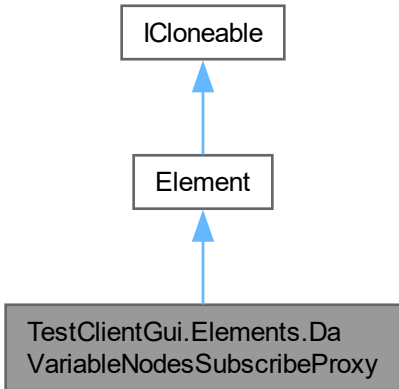 ICloneable
Element
TestClientGui.Elements.Da
VariableNodesSubscribeProxy